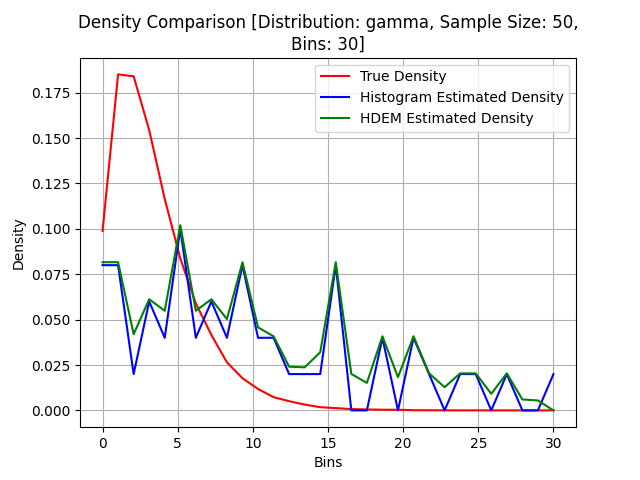 Density Comparison [Distribution: gamma, Sample Size: 50,
Bins: 30]
True Density
Histogram Estimated Density
HDEM Estimated Density
Density
0.175
0.150
0.125
0.100
0.075
0.050
0.025
0.000
0 5 10 15 20 25 30
Bins